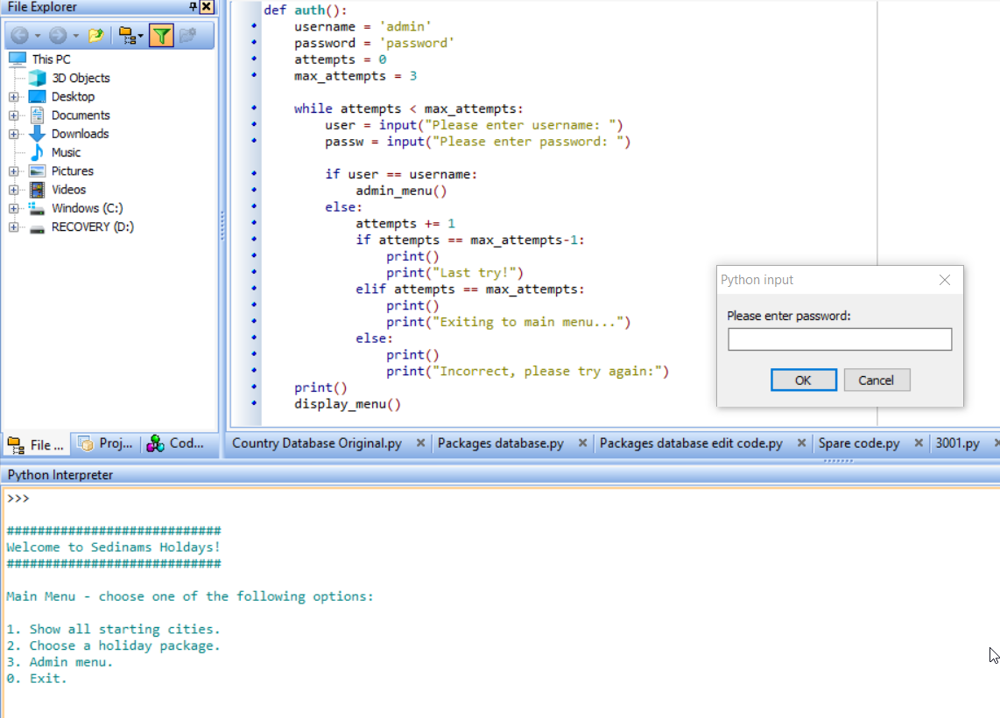 File Explorer
This PC
3D Objects
Desktop
Documents
Downloads
Music
Pictures
Videos
Windows (C:)
RECOVERY (D:)
File ...
Proj...
Cod...
def auth():
    username = 'admin'
    password = 'password'
    attempts = 0
    max_attempts = 3
    while attempts < max_attempts:
        user = input("Please enter username: ")
        passw = input("Please enter password: ")
        if user == username:
            admin_menu()
        else:
            attempts += 1
            if attempts == max_attempts-1:
                print()
                print("Last try!")
            elif attempts == max_attempts:
                print()
                print("Exiting to main menu...")
            else:
                print()
                print("Incorrect, please try again:")
    print()
    display_menu()
Python input
Please enter password:
OK
Cancel
Country Database Original.py
Packages database.py
Packages database edit code.py
Spare code.py
3001.py
Python Interpreter
>>>
############################
Welcome to Sedinams Holdays!
############################
Main Menu - choose one of the following options:
1. Show all starting cities.
2. Choose a holiday package.
3. Admin menu.
0. Exit.